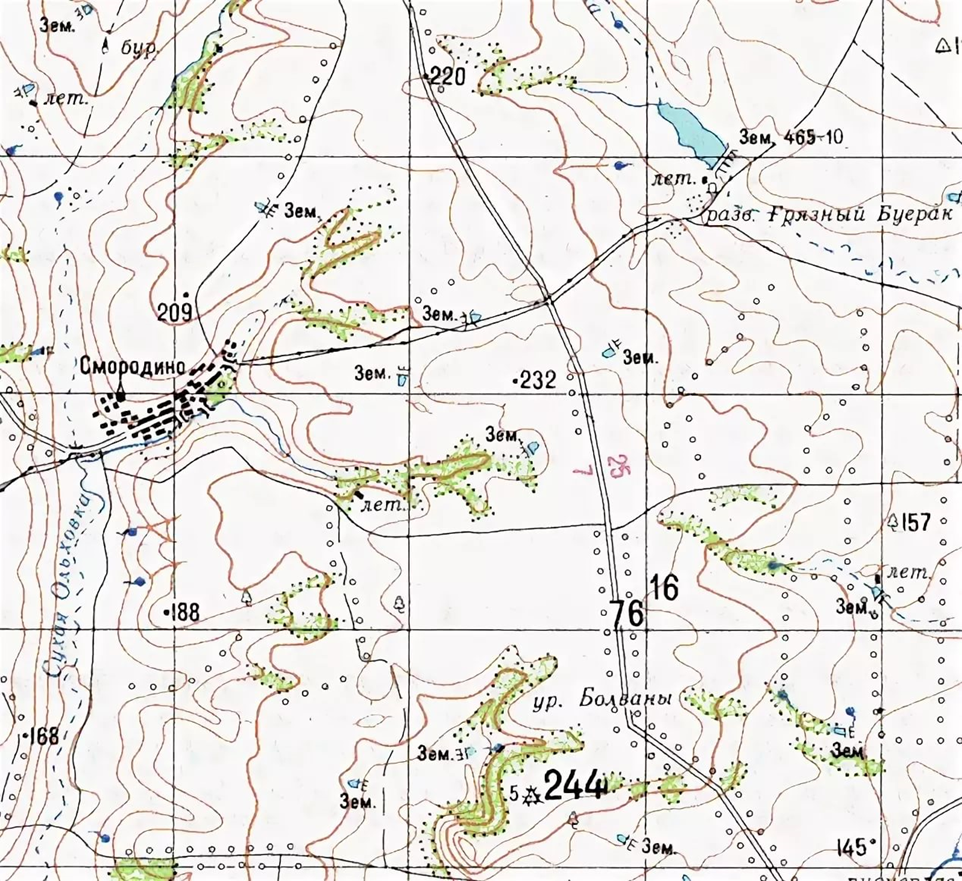 Зем.
бур.
220
лет.
Зем. 465-10
лет.
Зем.
разв. Грязный Буерак
209
Зем.
Зем.
Смородино
Зем.
232
Зем.
25
7
лет.
157
лет.
Зем.
188
16
76
Сухая Ольховка
ур. Болваны
168
Зем.
Зем.
244
5
Зем.
Зем.
145